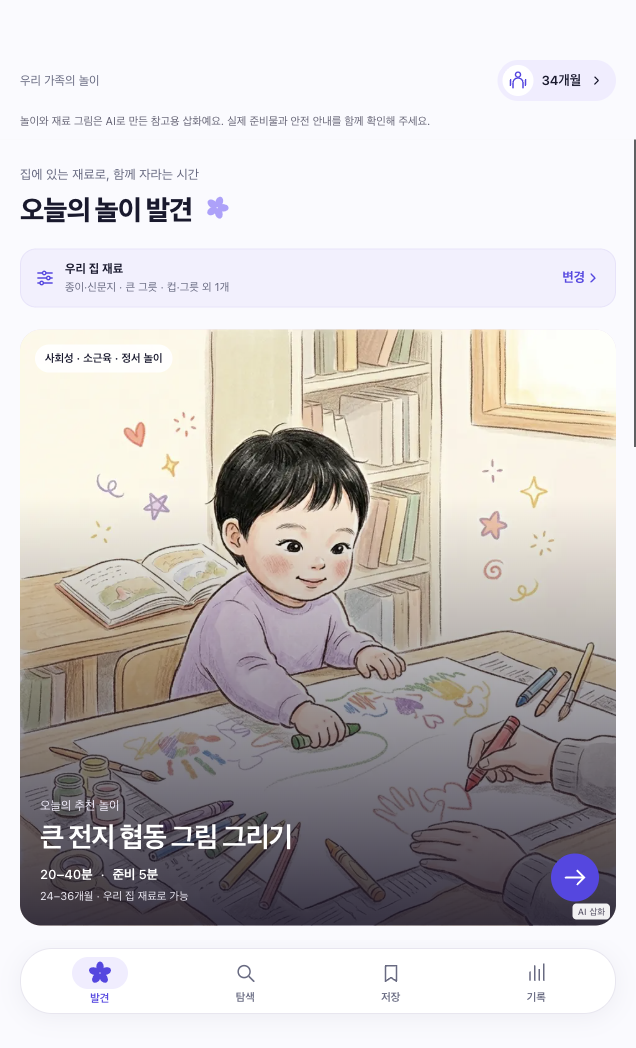 우리 가족의 놀이
34개월
놀이와 재료 그림은 AI로 만든 참고용 삽화예요. 실제 준비물과 안전 안내를 함께 확인해 주세요.
집에 있는 재료로, 함께 자라는 시간
오늘의 놀이 발견
우리 집 재료
종이·신문지 · 큰 그릇 · 컵·그릇 외 1개
변경
사회성 · 소근육 · 정서 놀이
오늘의 추천 놀이
큰 전지 협동 그림 그리기
20–40분 · 준비 5분
24–36개월 · 우리 집 재료로 가능
AI 삽화
발견
탐색
저장
기록